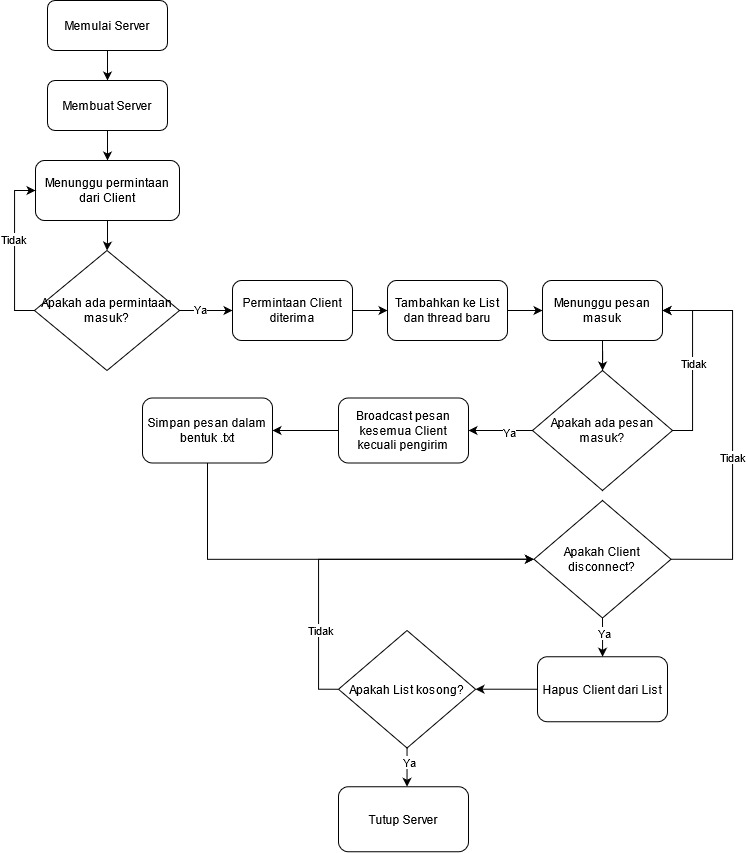 Memulai Server
Membuat Server
Menunggu permintaan
dari Client
Tidak
Apakah ada permintaan
masuk?
Ya
Permintaan Client
diterima
Tambahkan ke List
dan thread baru
Menunggu pesan
masuk
Tidak
Apakah ada pesan
masuk?
Ya
Broadcast pesan
kesemua Client
kecuali pengirim
Simpan pesan dalam
bentuk .txt
Tidak
Apakah Client
disconnect?
Ya
Hapus Client dari List
Apakah List kosong?
Tidak
Ya
Tutup Server